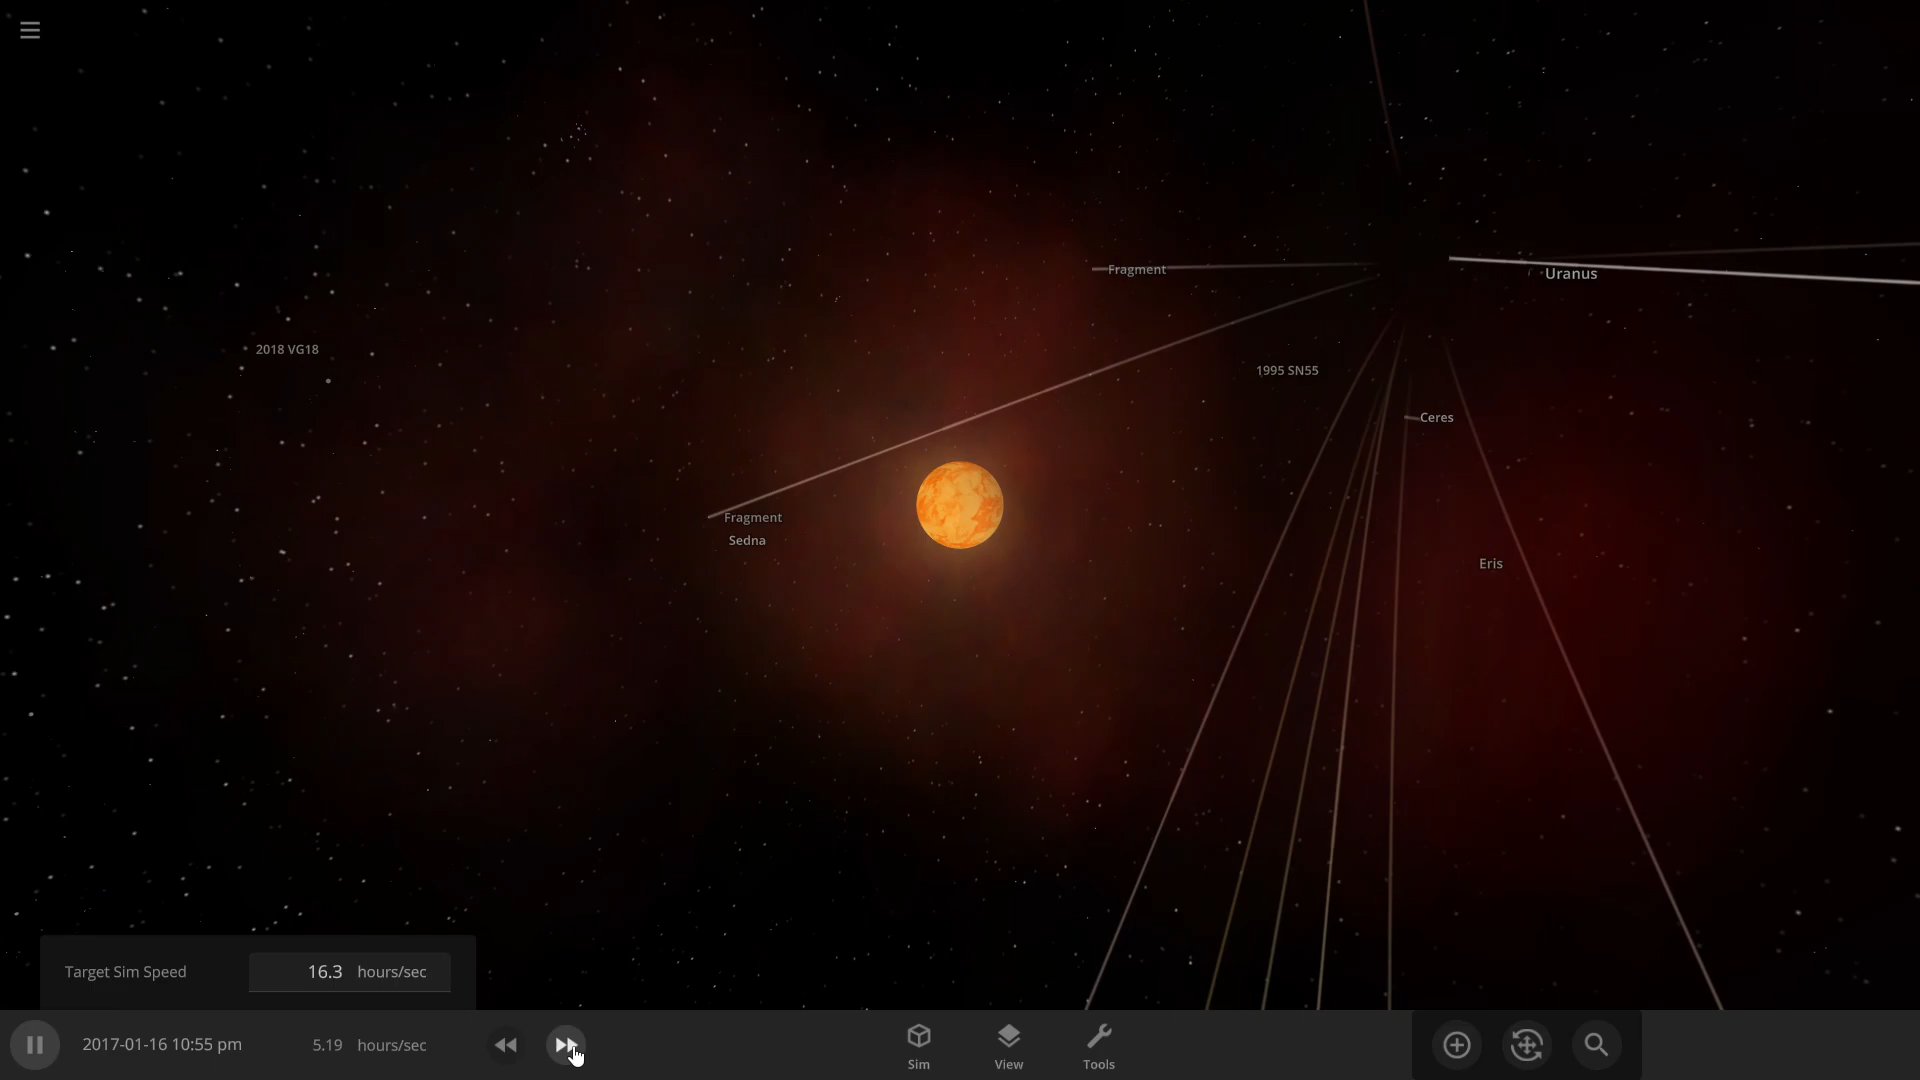 Fragment
Uranus
2018 VG18
1995 SN55
Ceres
Fragment
Sedna
Eris
Target Sim Speed 16.3 hours/sec
2017-01-16 10:55 pm 5.19 hours/sec
Sim View Tools